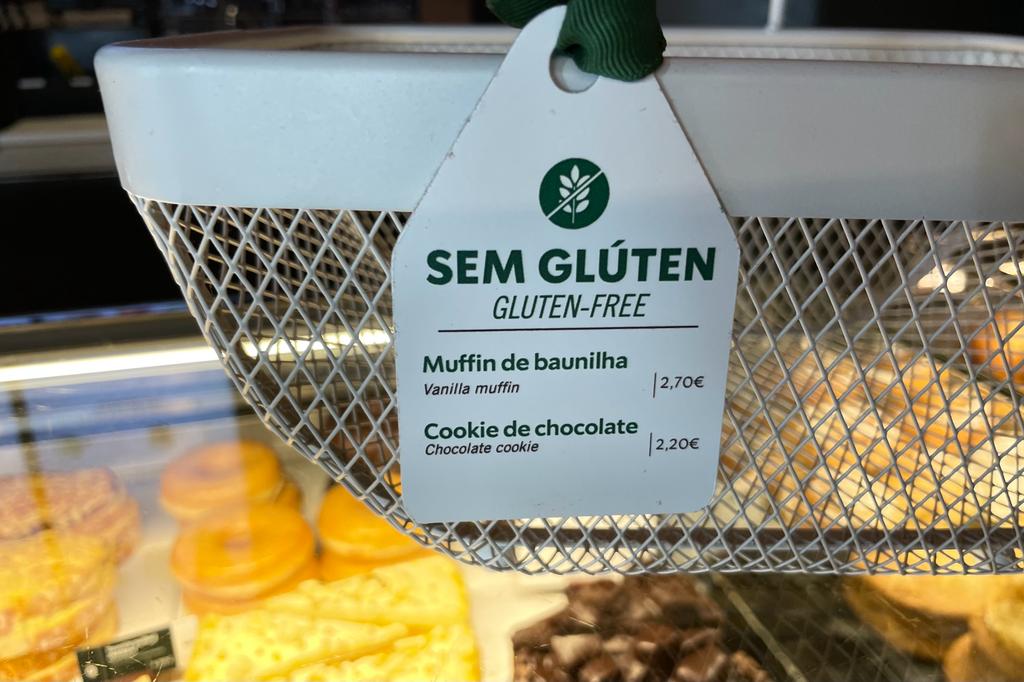 SEM GLÚTEN
GLUTEN-FREE
Muffin de baunilha
Vanilla muffin
2,70€
Cookie de chocolate
Chocolate cookie
2,20€